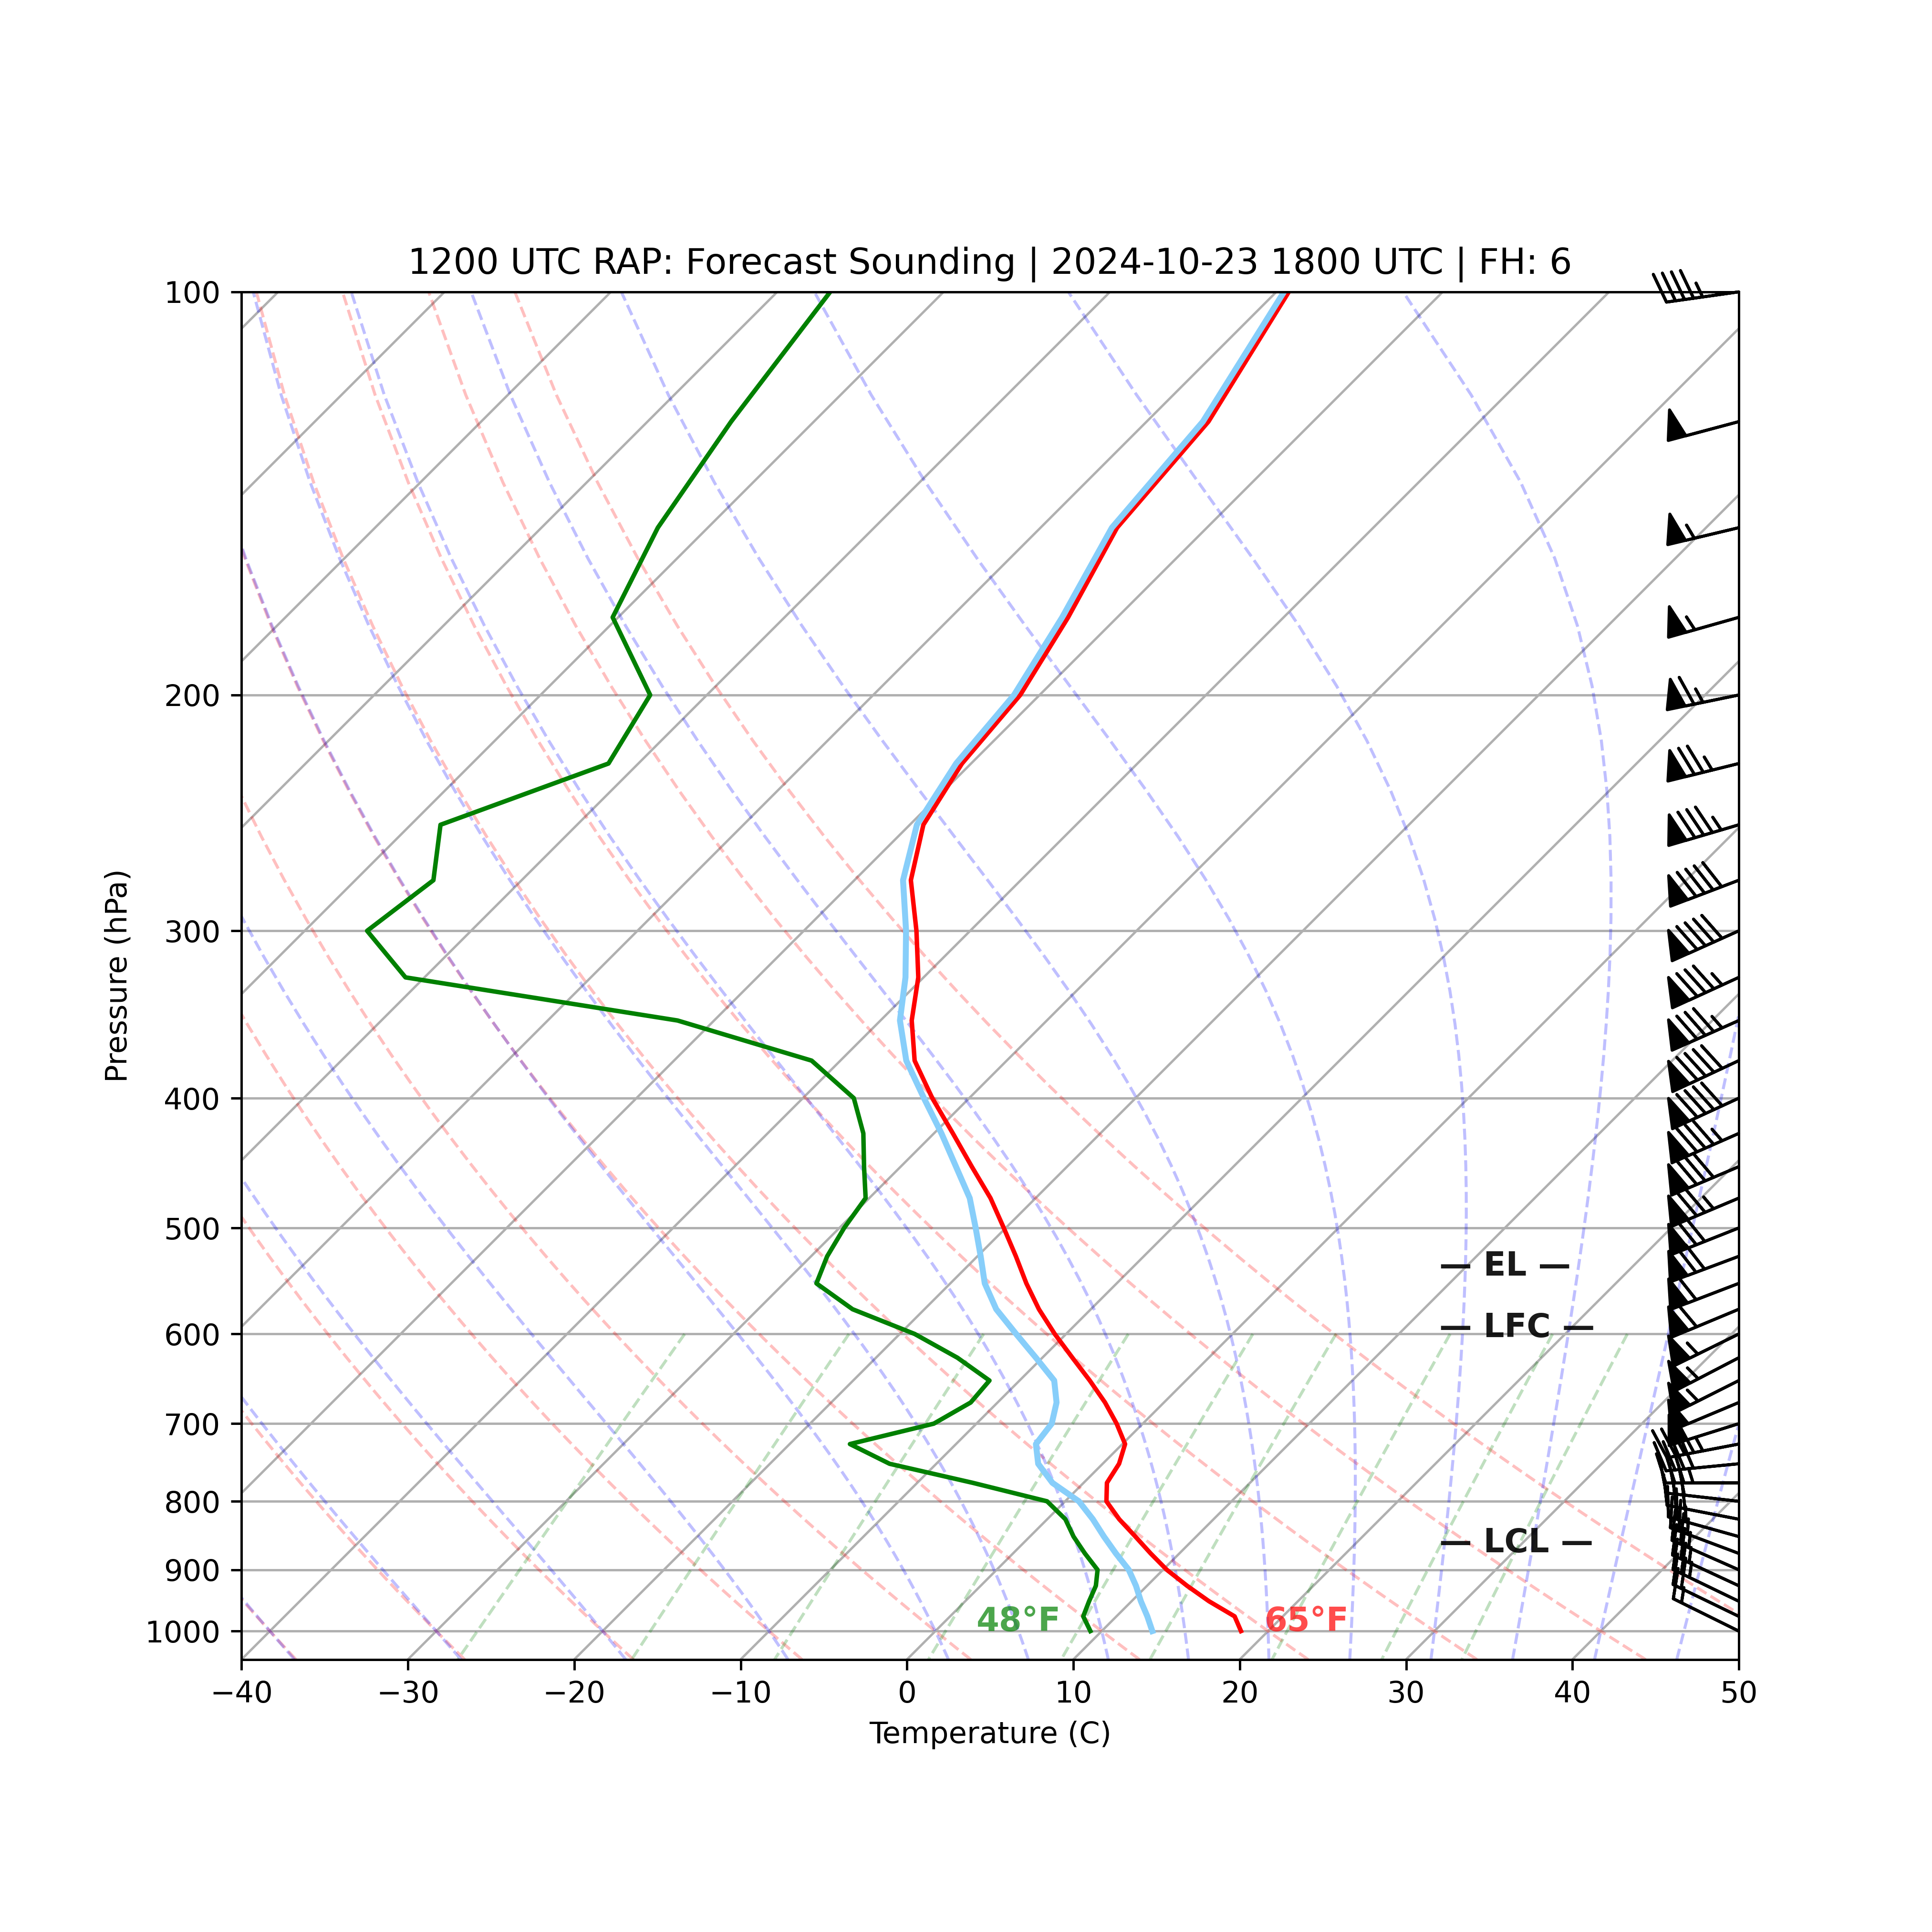 1200 UTC RAP: Forecast Sounding | 2024-10-23 1800 UTC | FH: 6
100
200
300
400
500
600
700
800
900
1000
Pressure (hPa)
— EL —
— LFC —
— LCL —
48°F
65°F
−40 −30 −20 −10 0 10 20 30 40 50
Temperature (C)